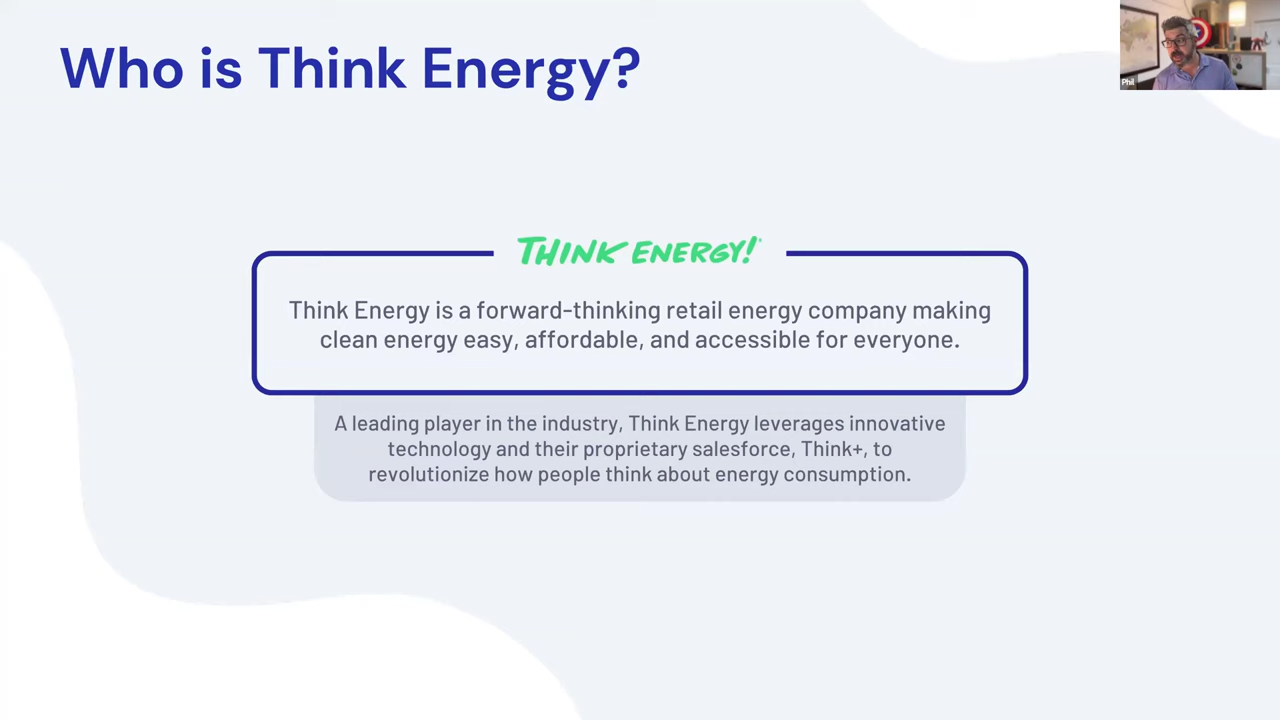 Who is Think Energy?
Phil
THINK ENERGY!
Think Energy is a forward-thinking retail energy company making
clean energy easy, affordable, and accessible for everyone.
A leading player in the industry, Think Energy leverages innovative
technology and their proprietary salesforce, Think+, to
revolutionize how people think about energy consumption.